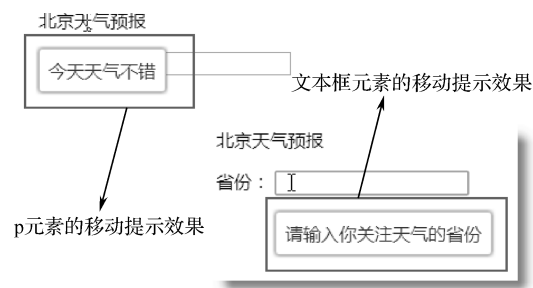 北京天气预报
今天天气不错
文本框元素的移动提示效果
北京天气预报
省份：
p元素的移动提示效果
请输入你关注天气的省份